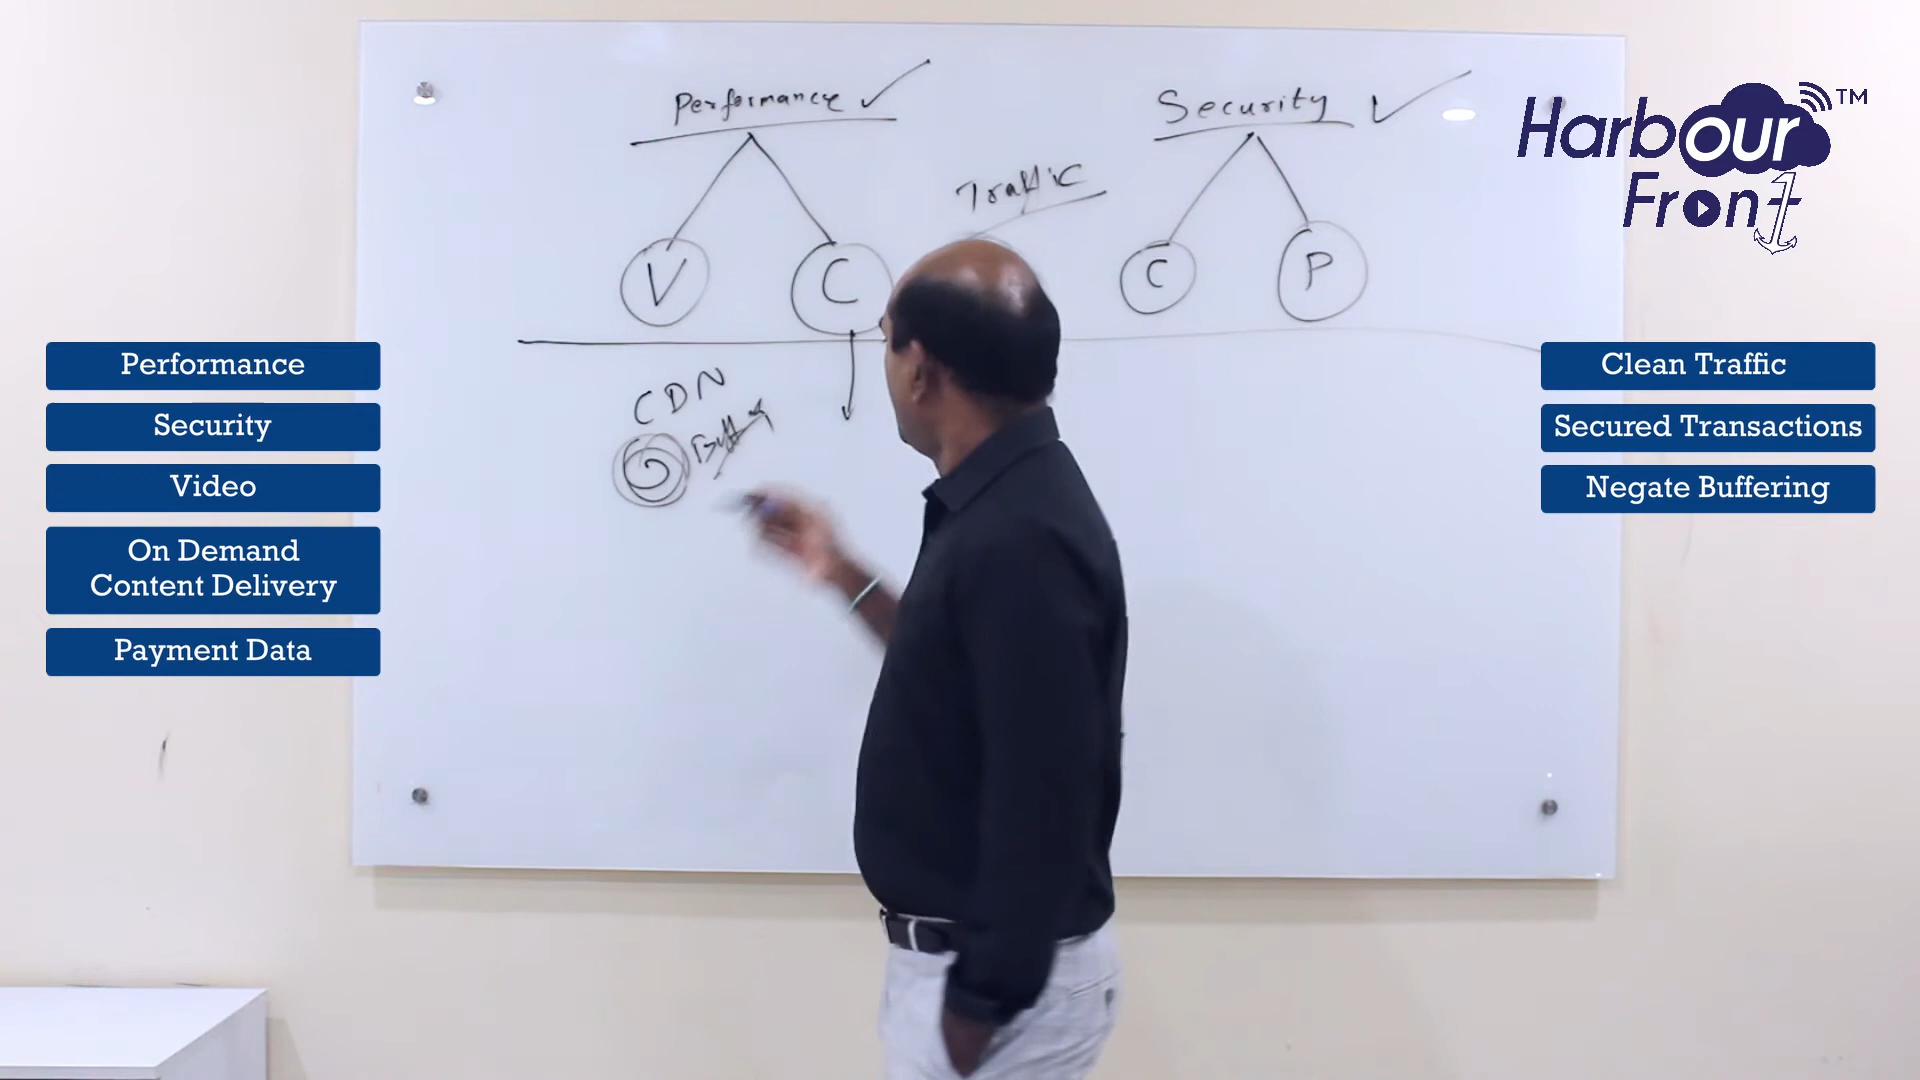 Performance
Security
Traffic
V
C
C
P
CDN
Harbour
Front
TM
Performance
Security
Video
On Demand
Content Delivery
Payment Data
Clean Traffic
Secured Transactions
Negate Buffering